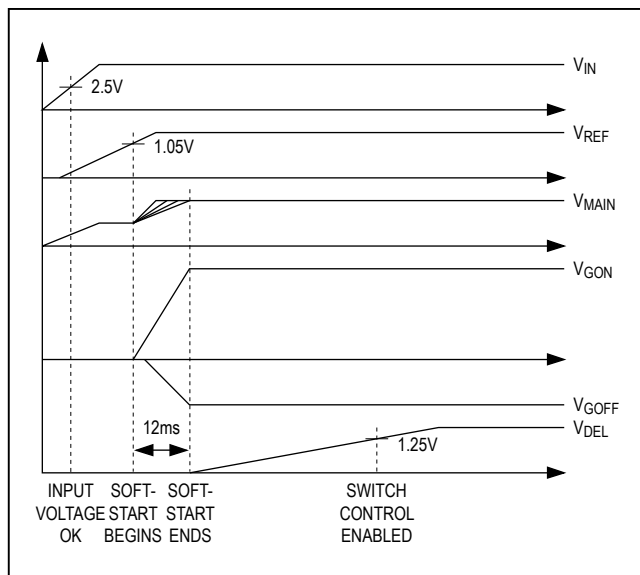 V_IN
2.5V
V_REF
1.05V
V_MAIN
V_GON
V_GOFF
12ms
V_DEL
1.25V
INPUT
VOLTAGE
OK
SOFT-
START
BEGINS
SOFT-
START
ENDS
SWITCH
CONTROL
ENABLED